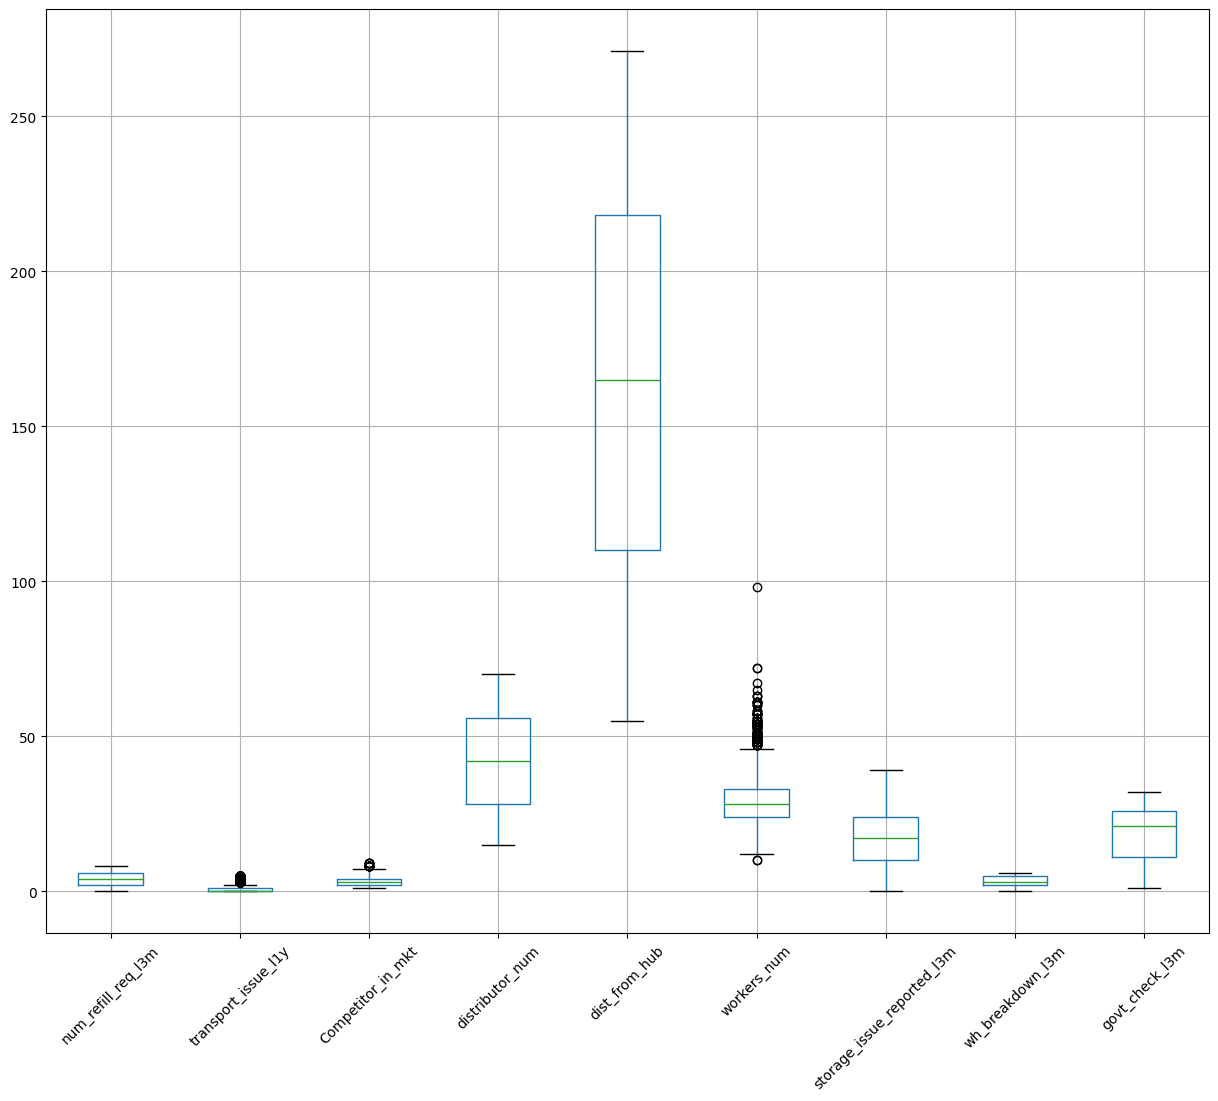 250
200
150
100
50
0
num_refill_req_l3m
transport_issue_l1y
Competitor_in_mkt
distributor_num
dist_from_hub
workers_num
storage_issue_reported_l3m
wh_breakdown_l3m
govt_check_l3m